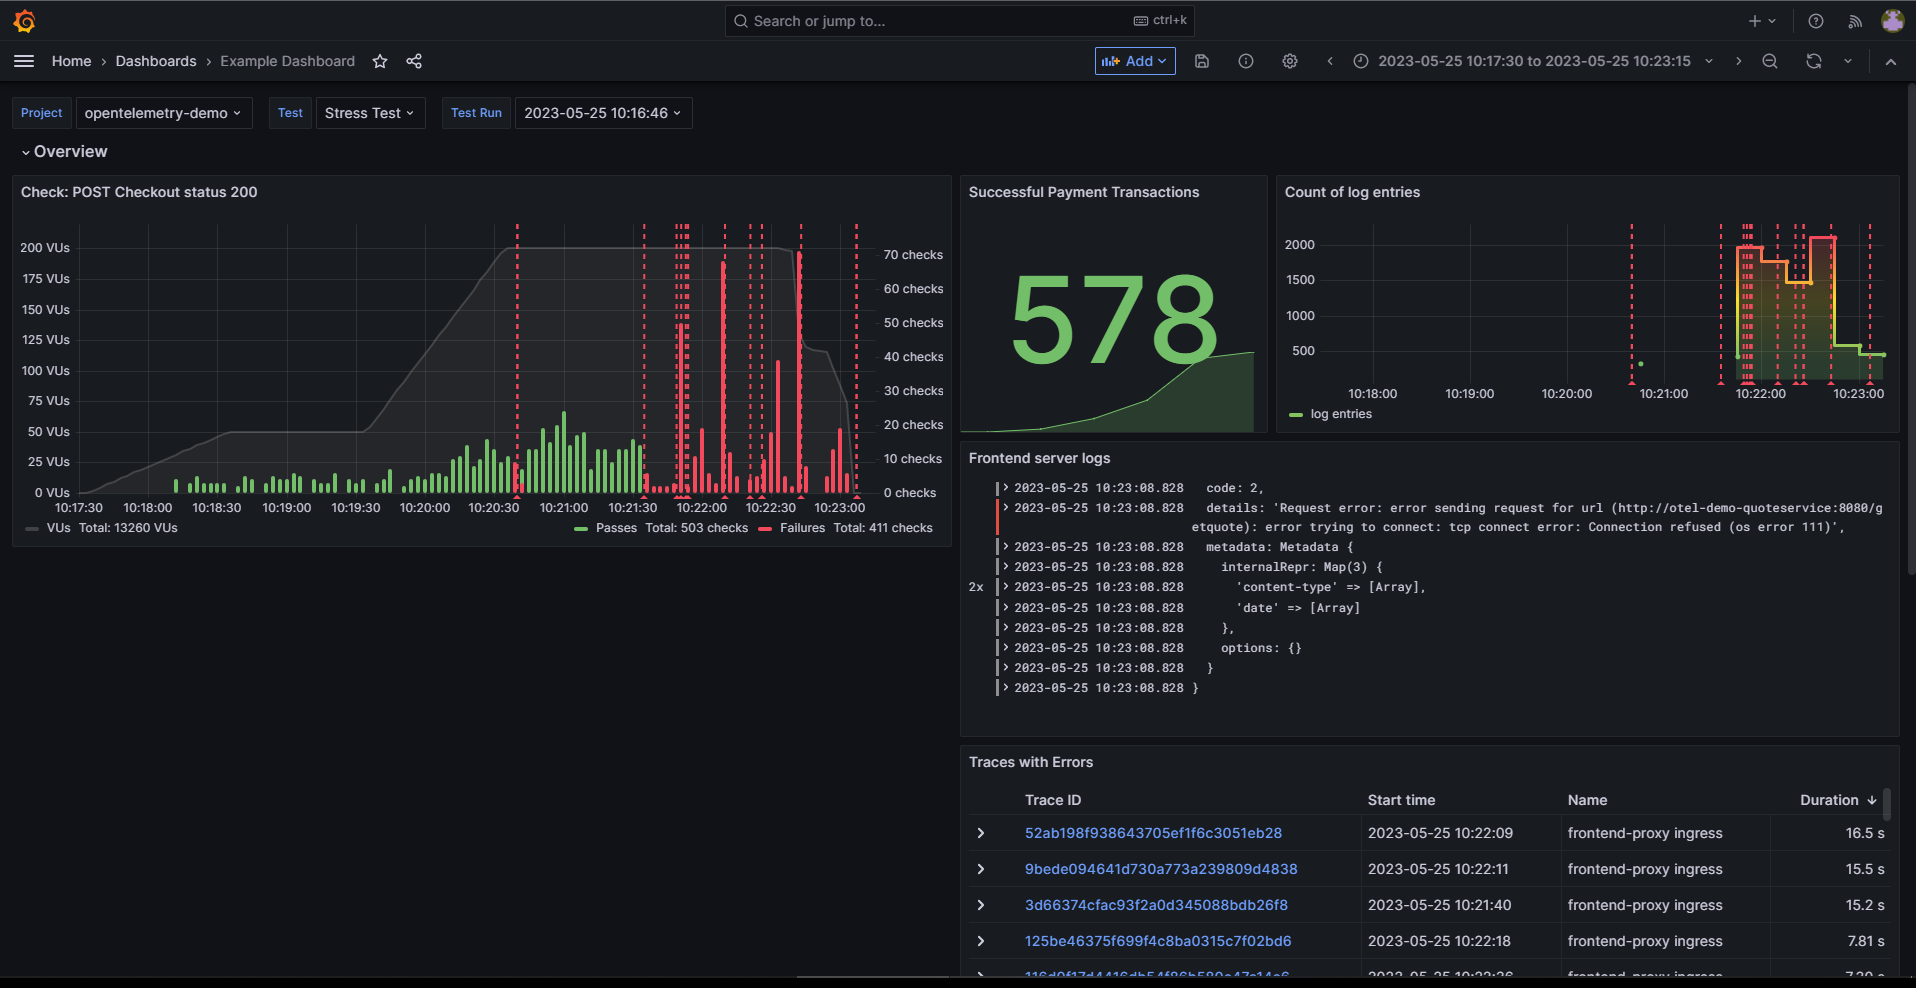 Search or jump to...
ctrl+k
Home › Dashboards › Example Dashboard
Add
2023-05-25 10:17:30 to 2023-05-25 10:23:15
Project
opentelemetry-demo
Test
Stress Test
Test Run
2023-05-25 10:16:46
Overview
Check: POST Checkout status 200
200 VUs
175 VUs
150 VUs
125 VUs
100 VUs
75 VUs
50 VUs
25 VUs
0 VUs
70 checks
60 checks
50 checks
40 checks
30 checks
20 checks
10 checks
0 checks
10:17:30 10:18:00 10:18:30 10:19:00 10:19:30 10:20:00 10:20:30 10:21:00 10:21:30 10:22:00 10:22:30 10:23:00
VUs Total: 13260 VUs
Passes Total: 503 checks
Failures Total: 411 checks
Successful Payment Transactions
578
Count of log entries
2000
1500
1000
500
10:18:00 10:19:00 10:20:00 10:21:00 10:22:00 10:23:00
log entries
Frontend server logs
2023-05-25 10:23:08.828 code: 2,
2023-05-25 10:23:08.828 details: 'Request error: error sending request for url (http://otel-demo-quoteservice:8080/g
etquote): error trying to connect: tcp connect error: Connection refused (os error 111)',
2023-05-25 10:23:08.828 metadata: Metadata {
2023-05-25 10:23:08.828 internalRepr: Map(3) {
2x 2023-05-25 10:23:08.828 'content-type' => [Array],
2023-05-25 10:23:08.828 'date' => [Array]
2023-05-25 10:23:08.828 },
2023-05-25 10:23:08.828 options: {}
2023-05-25 10:23:08.828 }
2023-05-25 10:23:08.828 }
Traces with Errors
Trace ID Start time Name Duration
52ab198f938643705ef1f6c3051eb28 2023-05-25 10:22:09 frontend-proxy ingress 16.5 s
9bede094641d730a773a239809d4838 2023-05-25 10:22:11 frontend-proxy ingress 15.5 s
3d66374cfac93f2a0d345088bdb26f8 2023-05-25 10:21:40 frontend-proxy ingress 15.2 s
125be46375f699f4c8ba0315c7f02bd6 2023-05-25 10:22:18 frontend-proxy ingress 7.81 s
frontend-proxy ingress